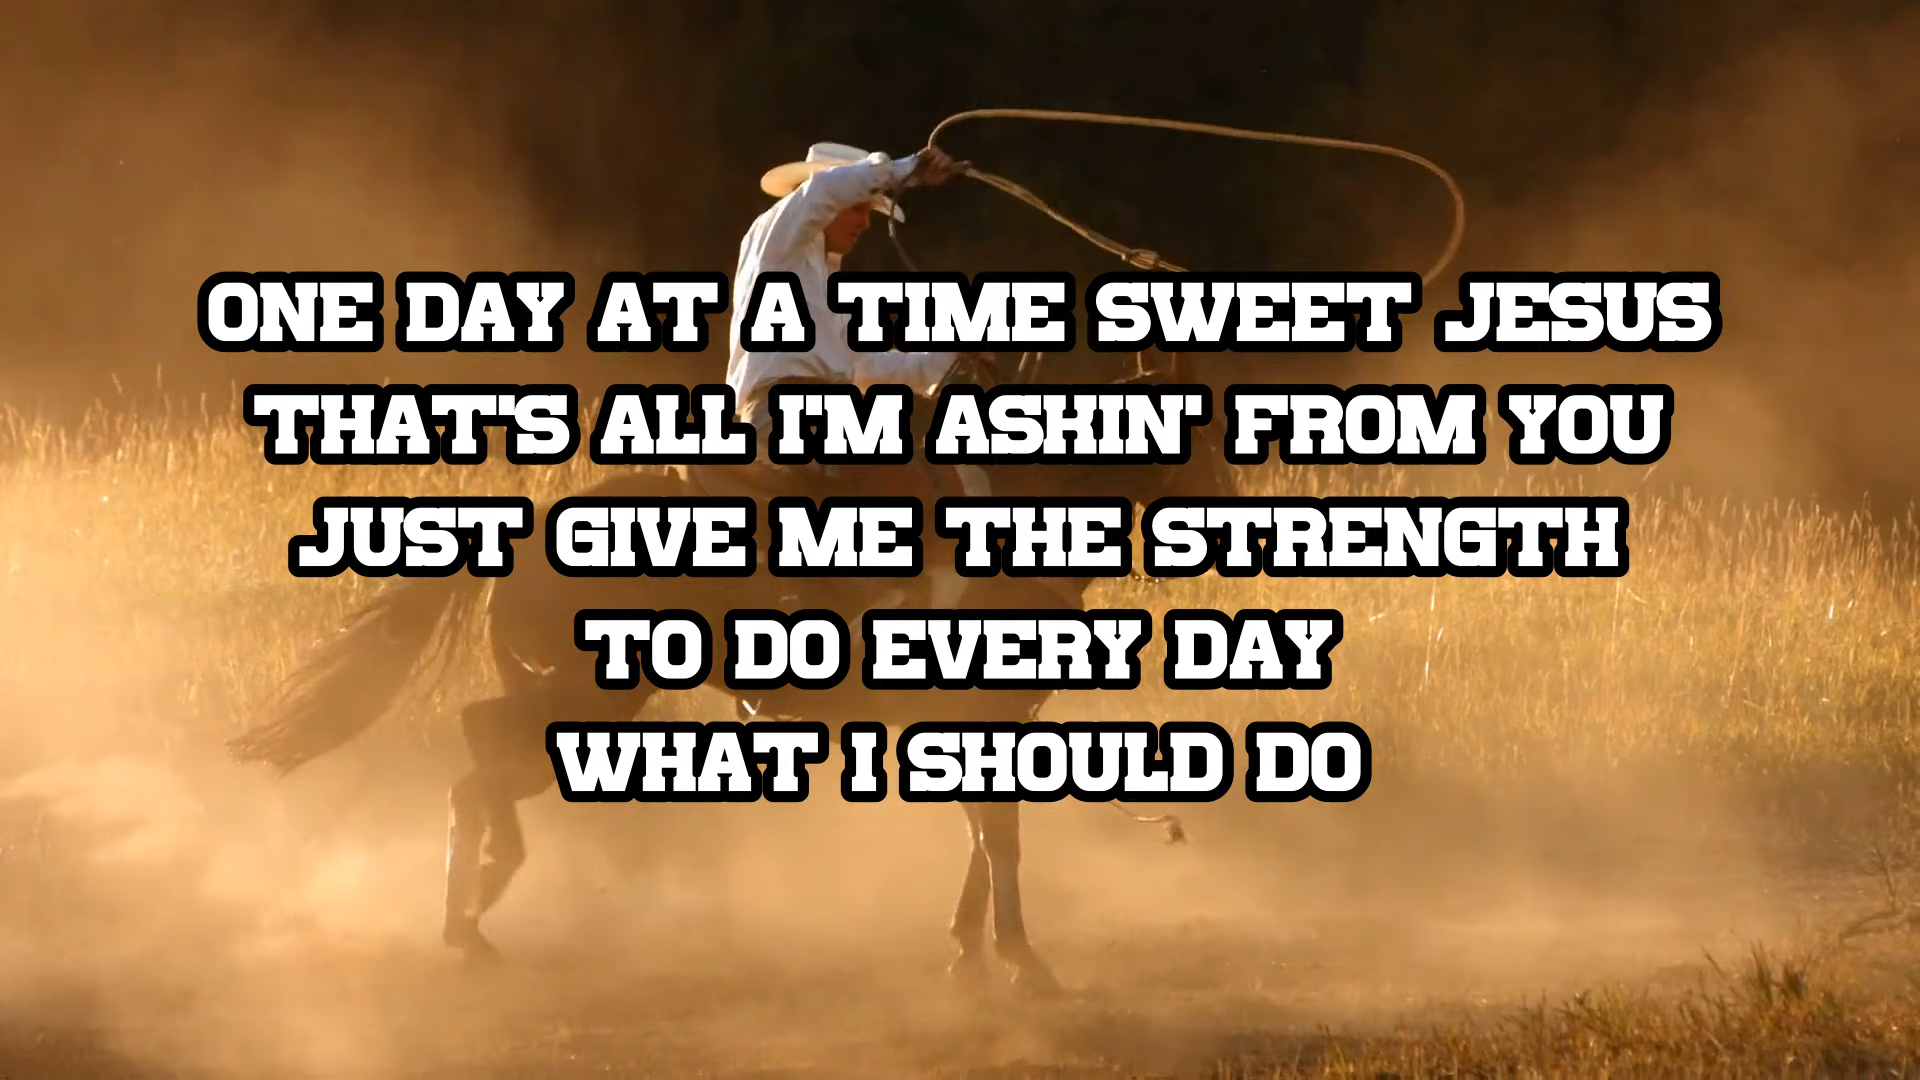 ONE DAY AT A TIME SWEET JESUS
THAT'S ALL I'M ASKIN' FROM YOU
JUST GIVE ME THE STRENGTH
TO DO EVERY DAY
WHAT I SHOULD DO